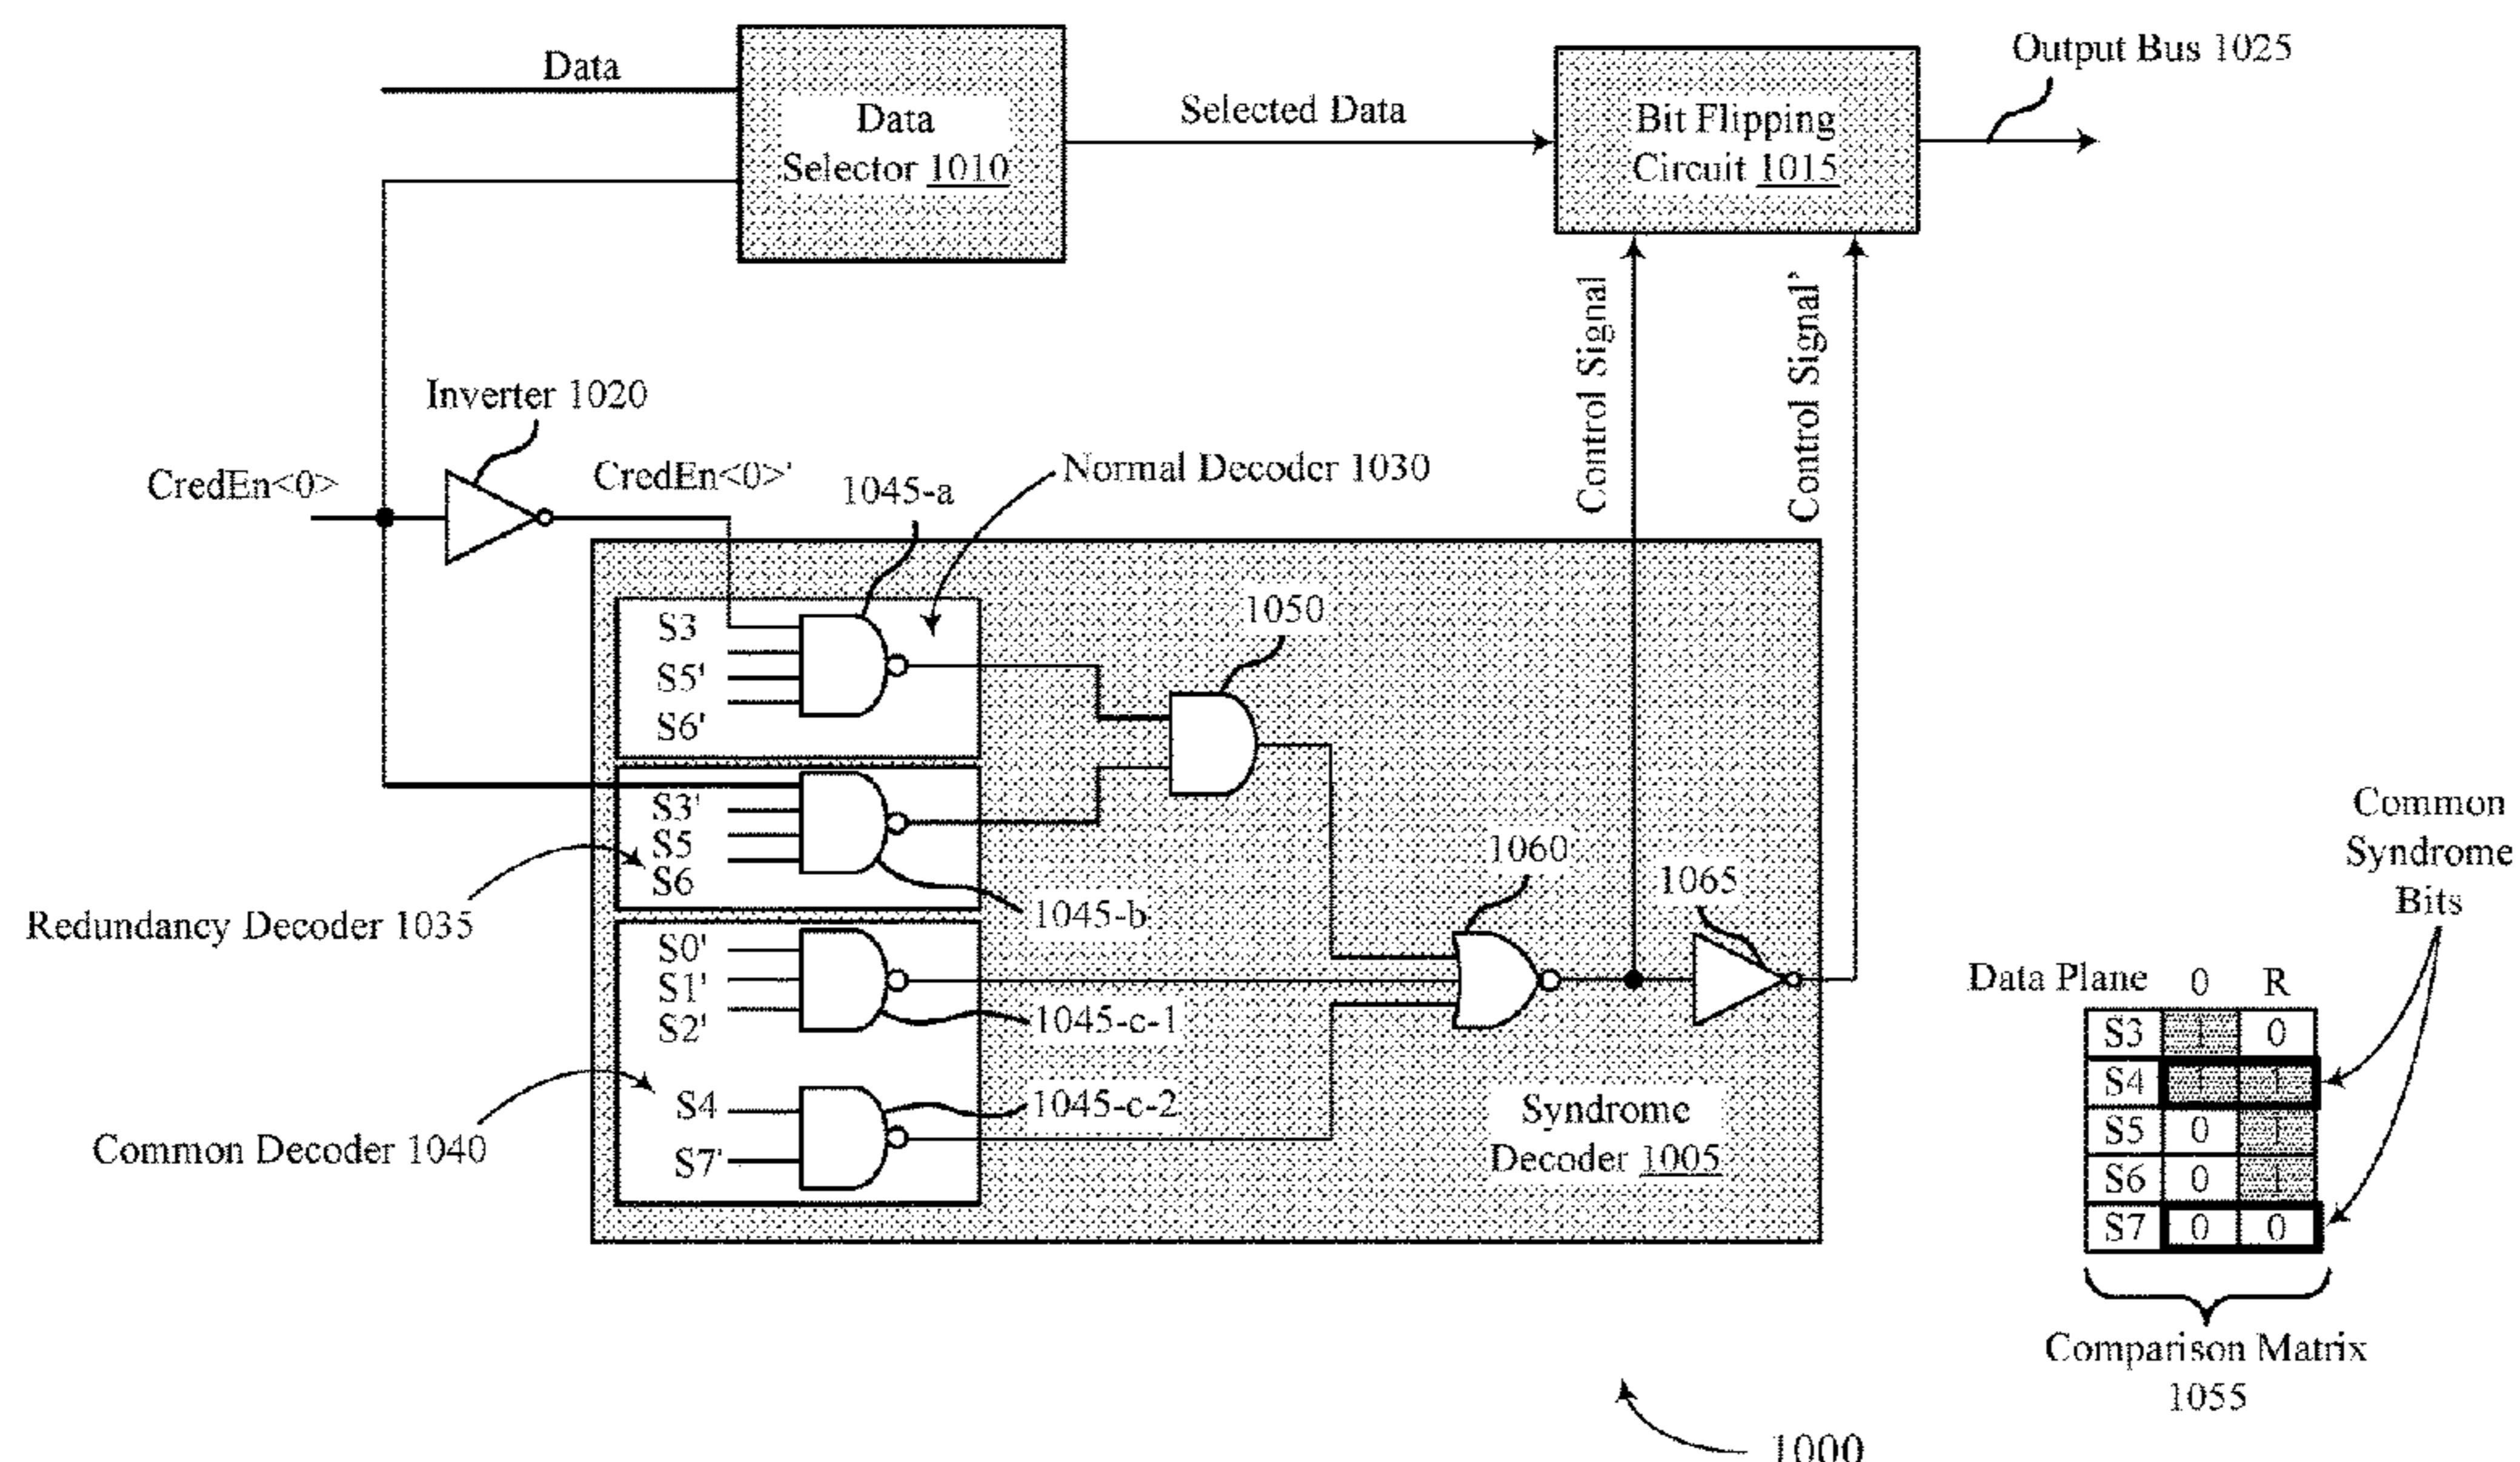 Data
Data
Selector 1010
Selected Data
Bit Flipping
Circuit 1015
Output Bus 1025
Control Signal
Control Signal'
Inverter 1020
CredEn<0>
CredEn<0>'
1045-a
Normal Decoder 1030
S3
S5'
S6'
1050
S3'
S5
S6
Redundancy Decoder 1035
1045-b
S0'
S1'
S2'
1045-c-1
1060
1065
S4
S7'
1045-c-2
Common Decoder 1040
Syndrome
Decoder 1005
Common
Syndrome
Bits
Data Plane 0 R
S3 1 0
S4 1 1
S5 0 1
S6 0 1
S7 0 0
Comparison Matrix
1055
1000